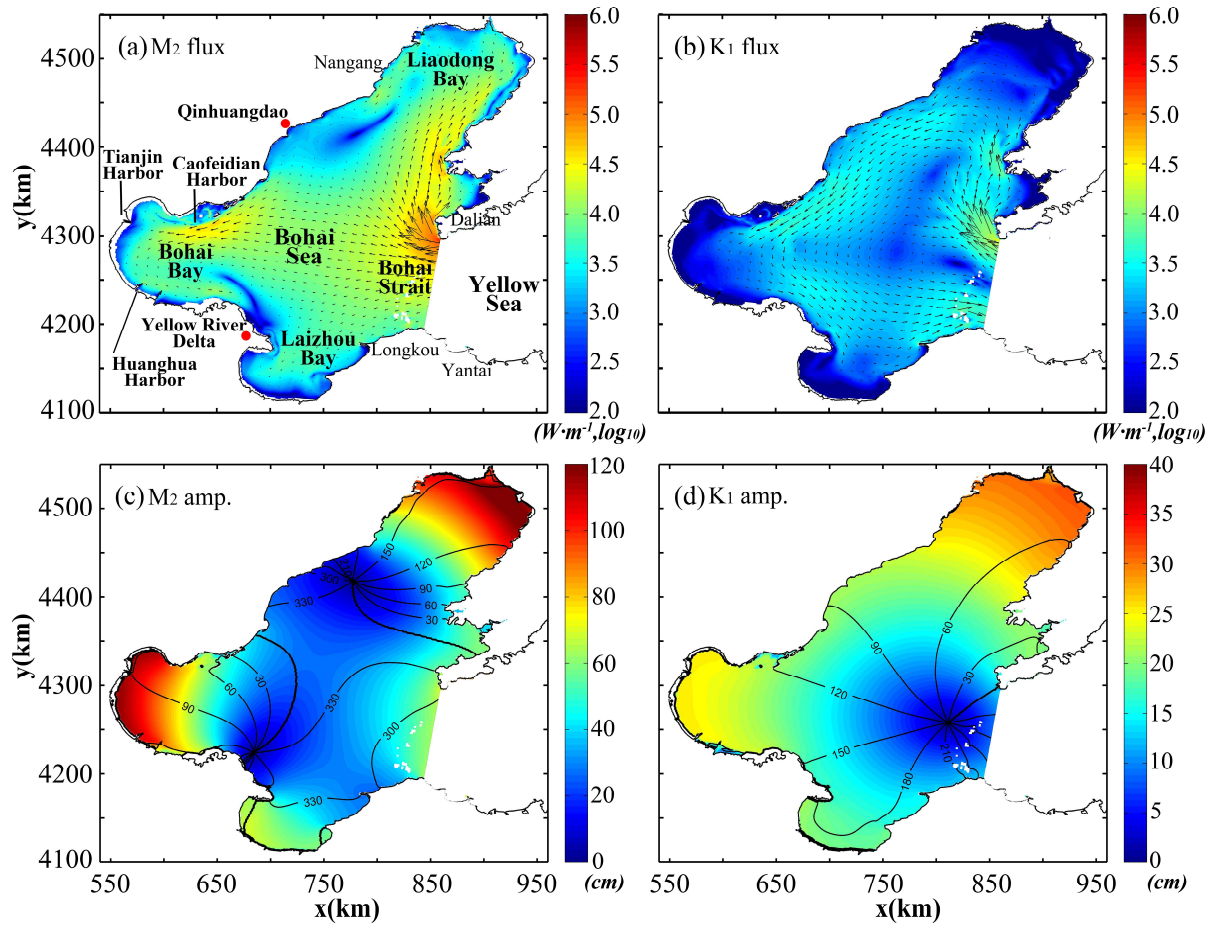 (a) M2 flux
Nangang
Liaodong
Bay
Qinhuangdao
Tianjin
Harbor
Caofeidian
Harbor
Bohai
Bay
Bohai
Sea
Dalian
Bohai
Strait
Yellow
Sea
Yellow River
Delta
Laizhou
Bay
Longkou
Yantai
Huanghua
Harbor
y(km)
4500
4400
4300
4200
4100
6.0
5.5
5.0
4.5
4.0
3.5
3.0
2.5
2.0
(W·m-1,log10)
(b) K1 flux
6.0
5.5
5.0
4.5
4.0
3.5
3.0
2.5
2.0
(W·m-1,log10)
(c) M2 amp.
150
120
90
60
30
300
330
30
60
90
330
300
330
y(km)
4500
4400
4300
4200
4100
550
650
750
850
950
x(km)
120
100
80
60
40
20
0
(cm)
(d) K1 amp.
60
90
30
120
150
180
210
550
650
750
850
950
x(km)
40
35
30
25
20
15
10
5
0
(cm)